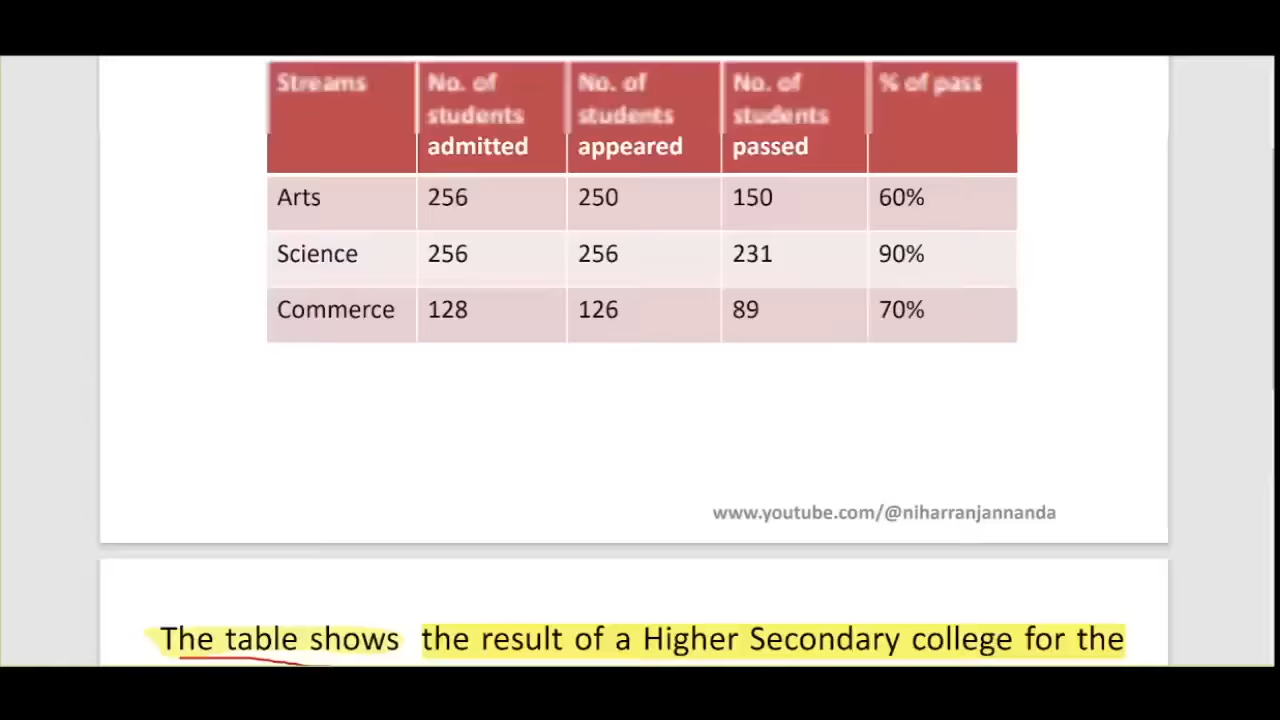 Streams No. of students admitted No. of students appeared No. of students passed % of pass
Arts 256 250 150 60%
Science 256 256 231 90%
Commerce 128 126 89 70%
www.youtube.com/@niharranjannanda
The table shows the result of a Higher Secondary college for the